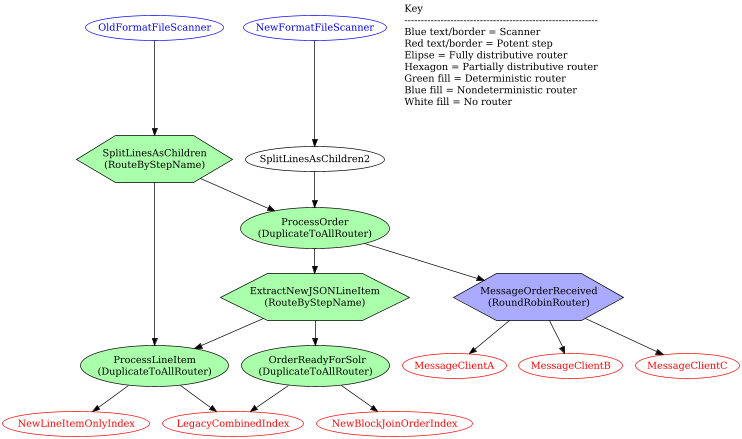 OldFormatFileScanner
NewFormatFileScanner
Key
------------------------------------------------------------
Blue text/border = Scanner
Red text/border = Potent step
Elipse = Fully distributive router
Hexagon = Partially distributive router
Green fill = Deterministic router
Blue fill = Nondeterministic router
White fill = No router
SplitLinesAsChildren
(RouteByStepName)
SplitLinesAsChildren2
ProcessOrder
(DuplicateToAllRouter)
ExtractNewJSONLineItem
(RouteByStepName)
MessageOrderReceived
(RoundRobinRouter)
ProcessLineItem
(DuplicateToAllRouter)
OrderReadyForSolr
(DuplicateToAllRouter)
MessageClientA
MessageClientB
MessageClientC
NewLineItemOnlyIndex
LegacyCombinedIndex
NewBlockJoinOrderIndex